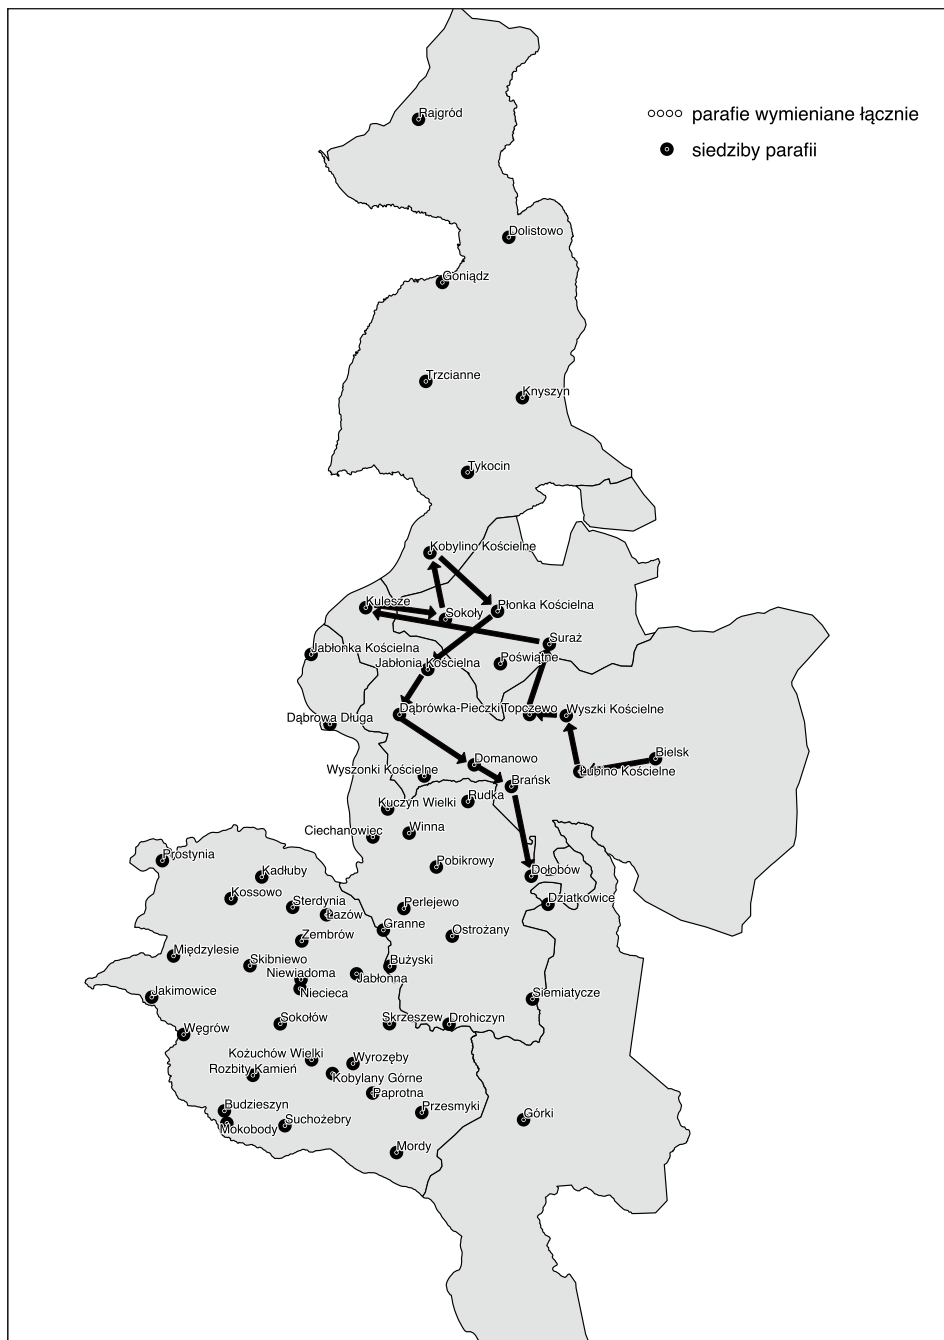 Rajgród
parafie wymieniane łącznie
siedziby parafii
Dolistowo
Goniądz
Trzcianne
Knyszyn
Tykocin
Kobylino Kościelne
Kulesze
Sokoły
Płonka Kościelna
Suraż
Jabłonka Kościelna
Jabłonia Kościelna
Poświątne
Dąbrowa Długa
Dąbrówka-Pieczki
Topczewo
Wyszki Kościelne
Bielsk
Łubino Kościelne
Domanowo
Wyszonki Kościelne
Brańsk
Rudka
Kuczyn Wielki
Ciechanowiec
Winna
Prostynia
Pobikrowy
Kadłuby
Dołobów
Kossowo
Sterdynia
Łazów
Perlejewo
Dziatkowice
Granne
Zembrów
Ostrożany
Międzylesie
Skibniewo
Bużyski
Niewiadoma
Jabłonna
Niecieca
Jakimowice
Siemiatycze
Sokołów
Skrzeszew
Drohiczyn
Węgrów
Kożuchów Wielki
Wyrozęby
Rozbity Kamień
Kobylany Górne
Paprotna
Budzieszyn
Przesmyki
Górki
Mokobody
Suchożebry
Mordy